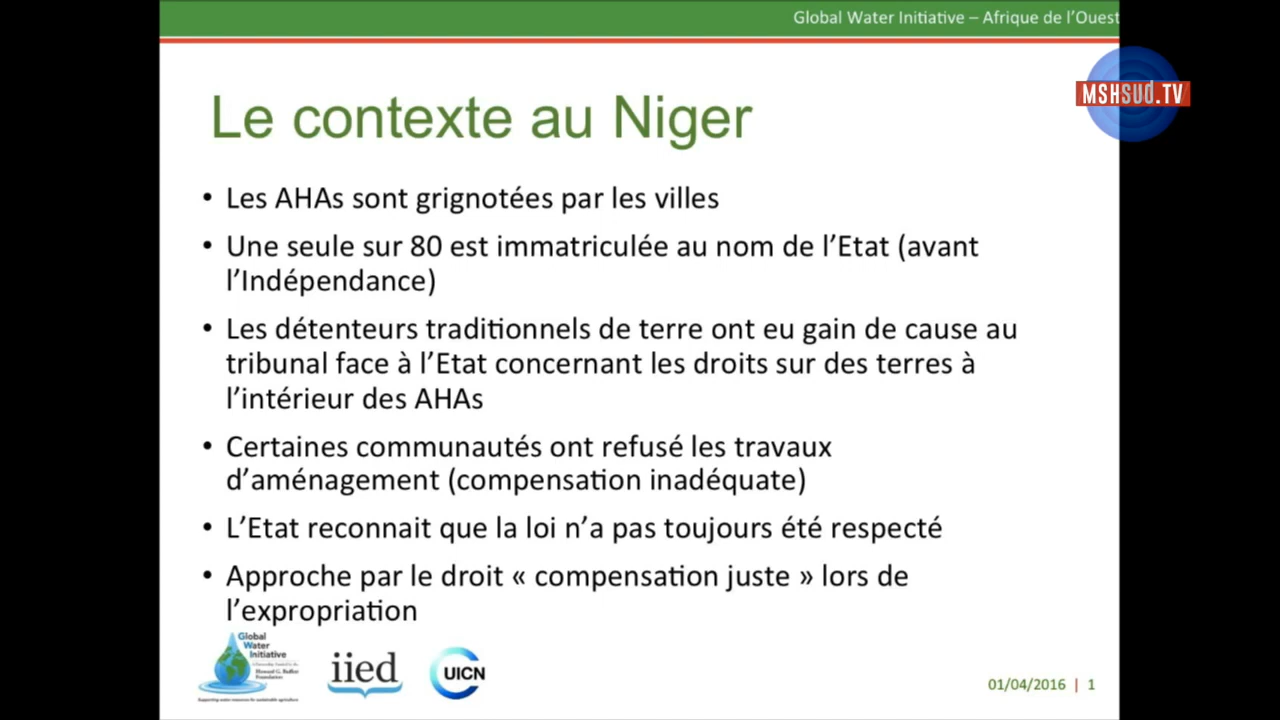 Global Water Initiative – Afrique de l'Ouest
MSHSUD.TV
Le contexte au Niger
• Les AHAs sont grignotées par les villes
• Une seule sur 80 est immatriculée au nom de l'Etat (avant
l'Indépendance)
• Les détenteurs traditionnels de terre ont eu gain de cause au
tribunal face à l'Etat concernant les droits sur des terres à
l'intérieur des AHAs
• Certaines communautés ont refusé les travaux
d'aménagement (compensation inadéquate)
• L'Etat reconnait que la loi n'a pas toujours été respecté
• Approche par le droit « compensation juste » lors de
l'expropriation
Global
Water
Initiative
Howard G. Buffett
Foundation
iied
UICN
01/04/2016 | 1